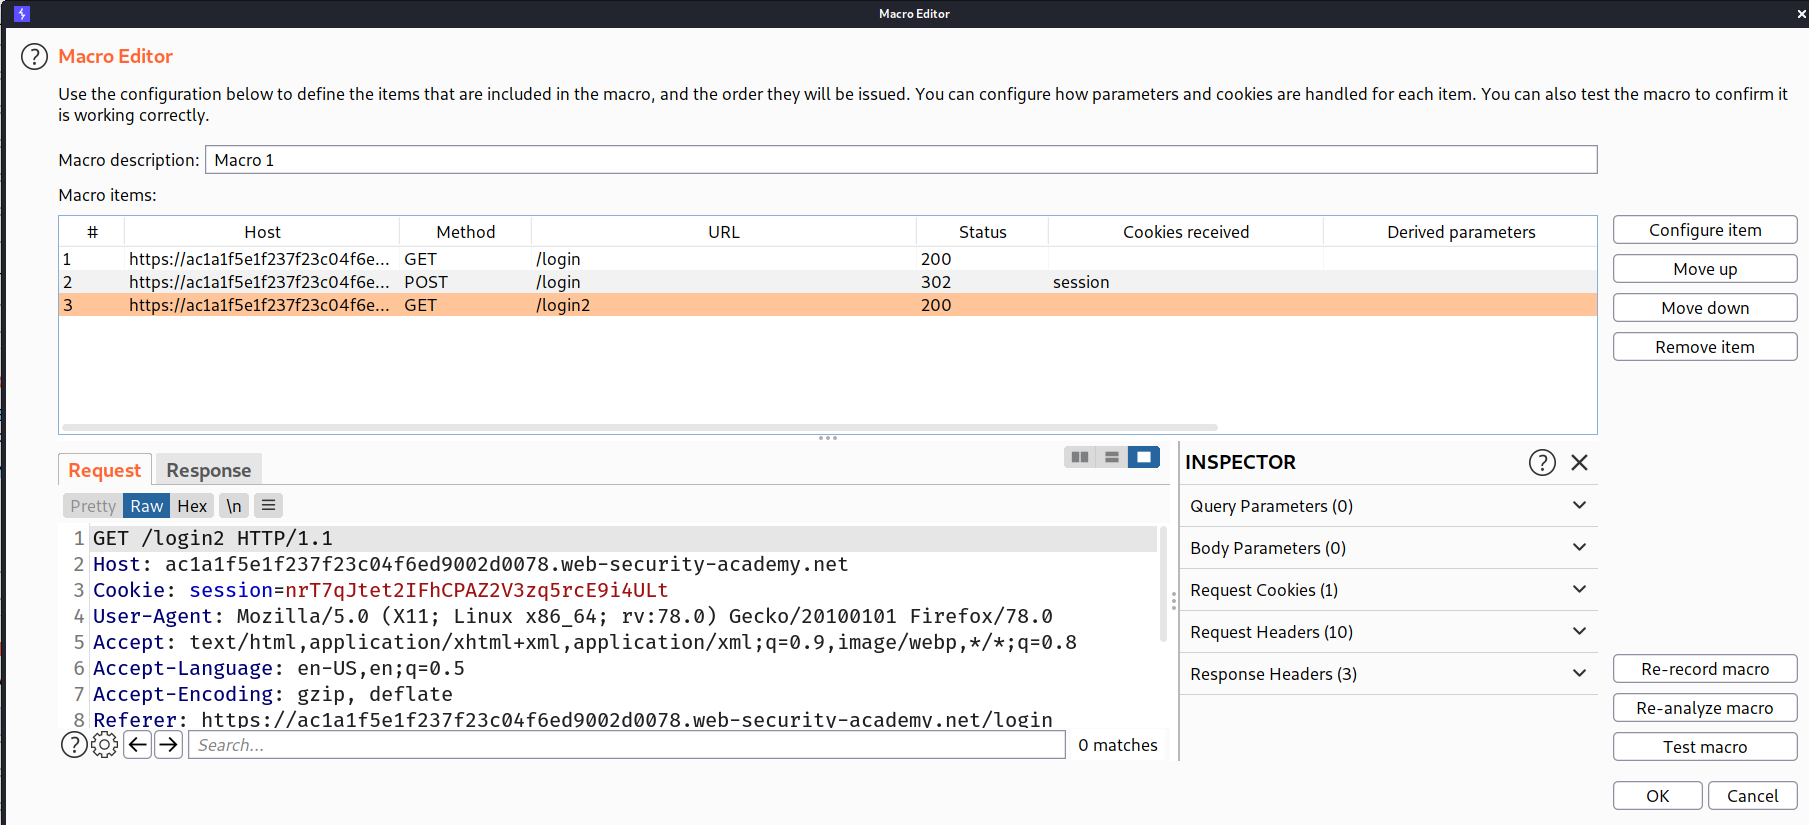 Macro Editor
Macro Editor
Use the configuration below to define the items that are included in the macro, and the order they will be issued. You can configure how parameters and cookies are handled for each item. You can also test the macro to confirm it
is working correctly.
Macro description: Macro 1
Macro items:
# Host Method URL Status Cookies received Derived parameters
1 https://ac1a1f5e1f237f23c04f6e... GET /login 200
2 https://ac1a1f5e1f237f23c04f6e... POST /login 302 session
3 https://ac1a1f5e1f237f23c04f6e... GET /login2 200
Configure item
Move up
Move down
Remove item
Request Response
Pretty Raw Hex \n
1 GET /login2 HTTP/1.1
2 Host: ac1a1f5e1f237f23c04f6ed9002d0078.web-security-academy.net
3 Cookie: session=nrT7qJtet2IFhCPAZ2V3zq5rcE9i4ULt
4 User-Agent: Mozilla/5.0 (X11; Linux x86_64; rv:78.0) Gecko/20100101 Firefox/78.0
5 Accept: text/html,application/xhtml+xml,application/xml;q=0.9,image/webp,*/*;q=0.8
6 Accept-Language: en-US,en;q=0.5
7 Accept-Encoding: gzip, deflate
8 Referer: https://ac1a1f5e1f237f23c04f6ed9002d0078.web-security-academy.net/login
Search... 0 matches
INSPECTOR
Query Parameters (0)
Body Parameters (0)
Request Cookies (1)
Request Headers (10)
Response Headers (3)
Re-record macro
Re-analyze macro
Test macro
OK Cancel